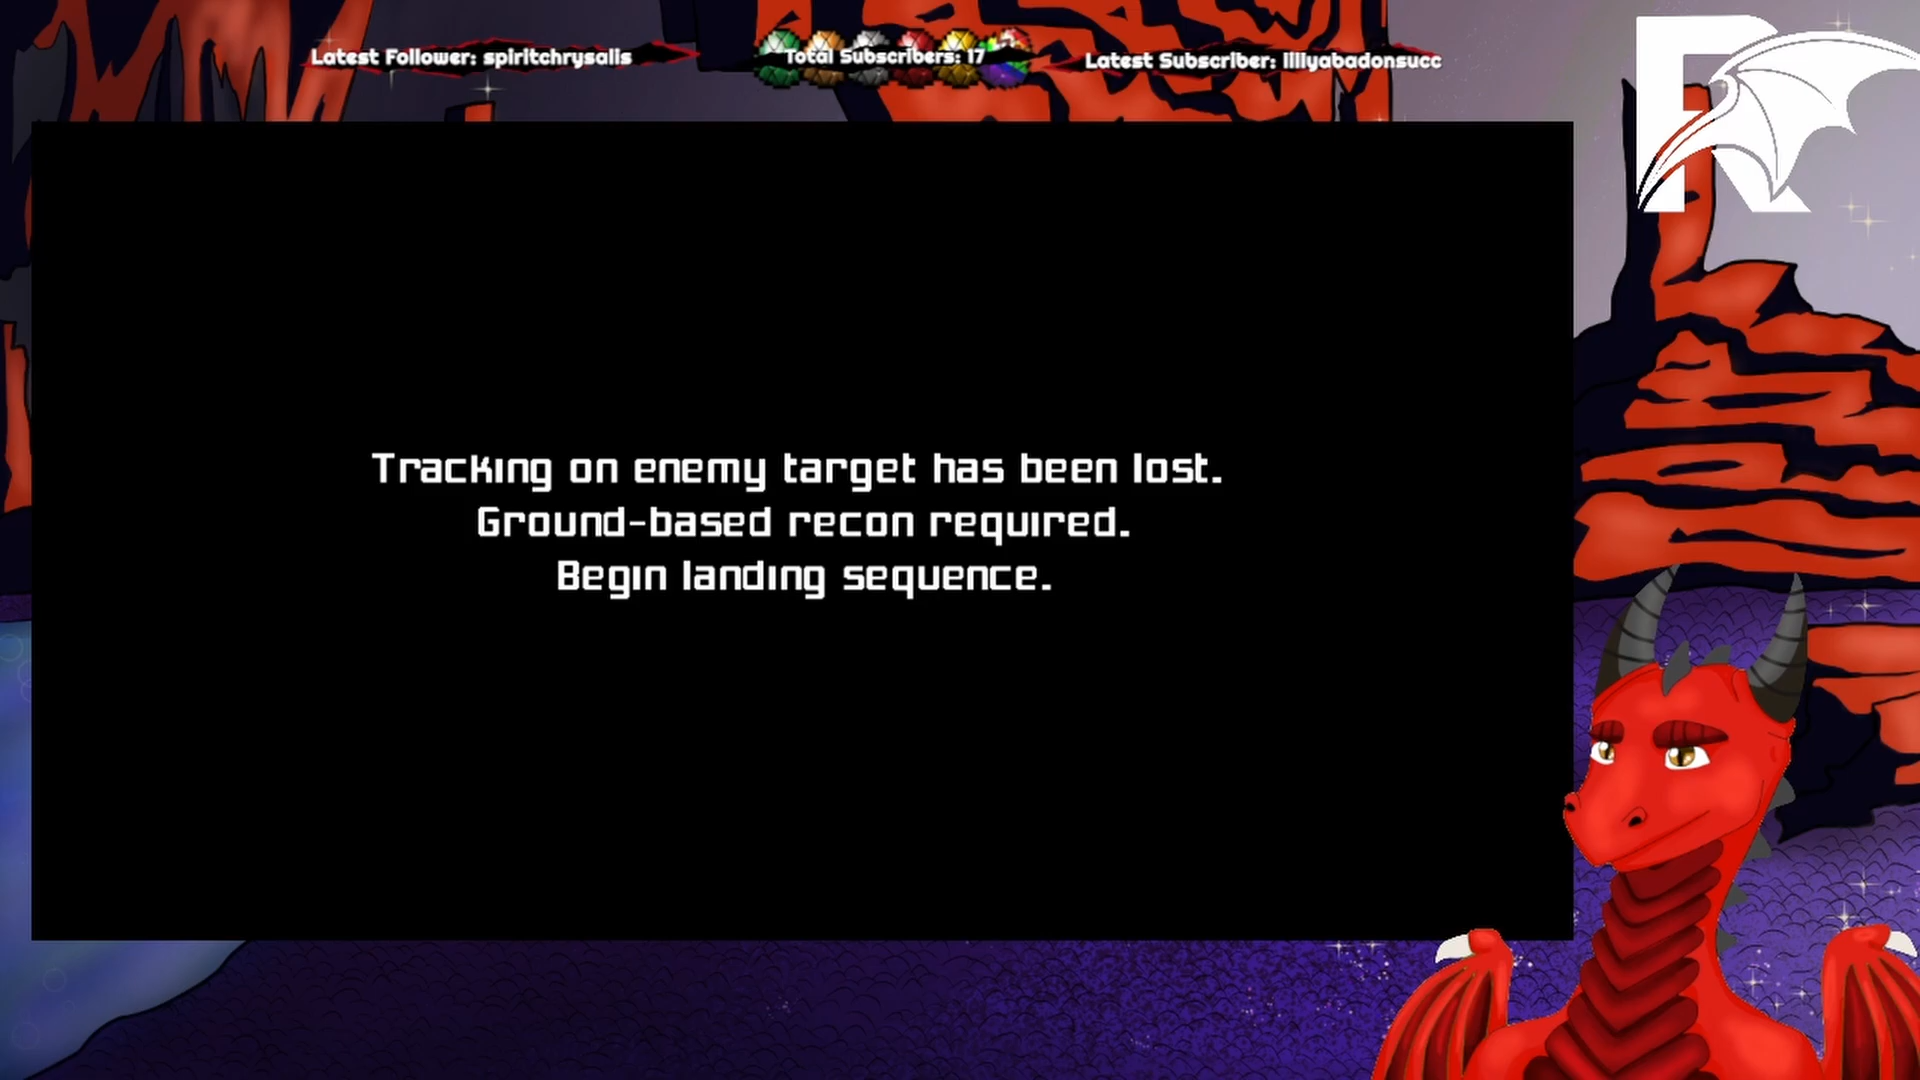 Latest Follower: spiritchrysalis
Total Subscribers: 17
Latest Subscriber: illlyabadonsucc
R
Tracking on enemy target has been lost.
Ground-based recon required.
Begin landing sequence.